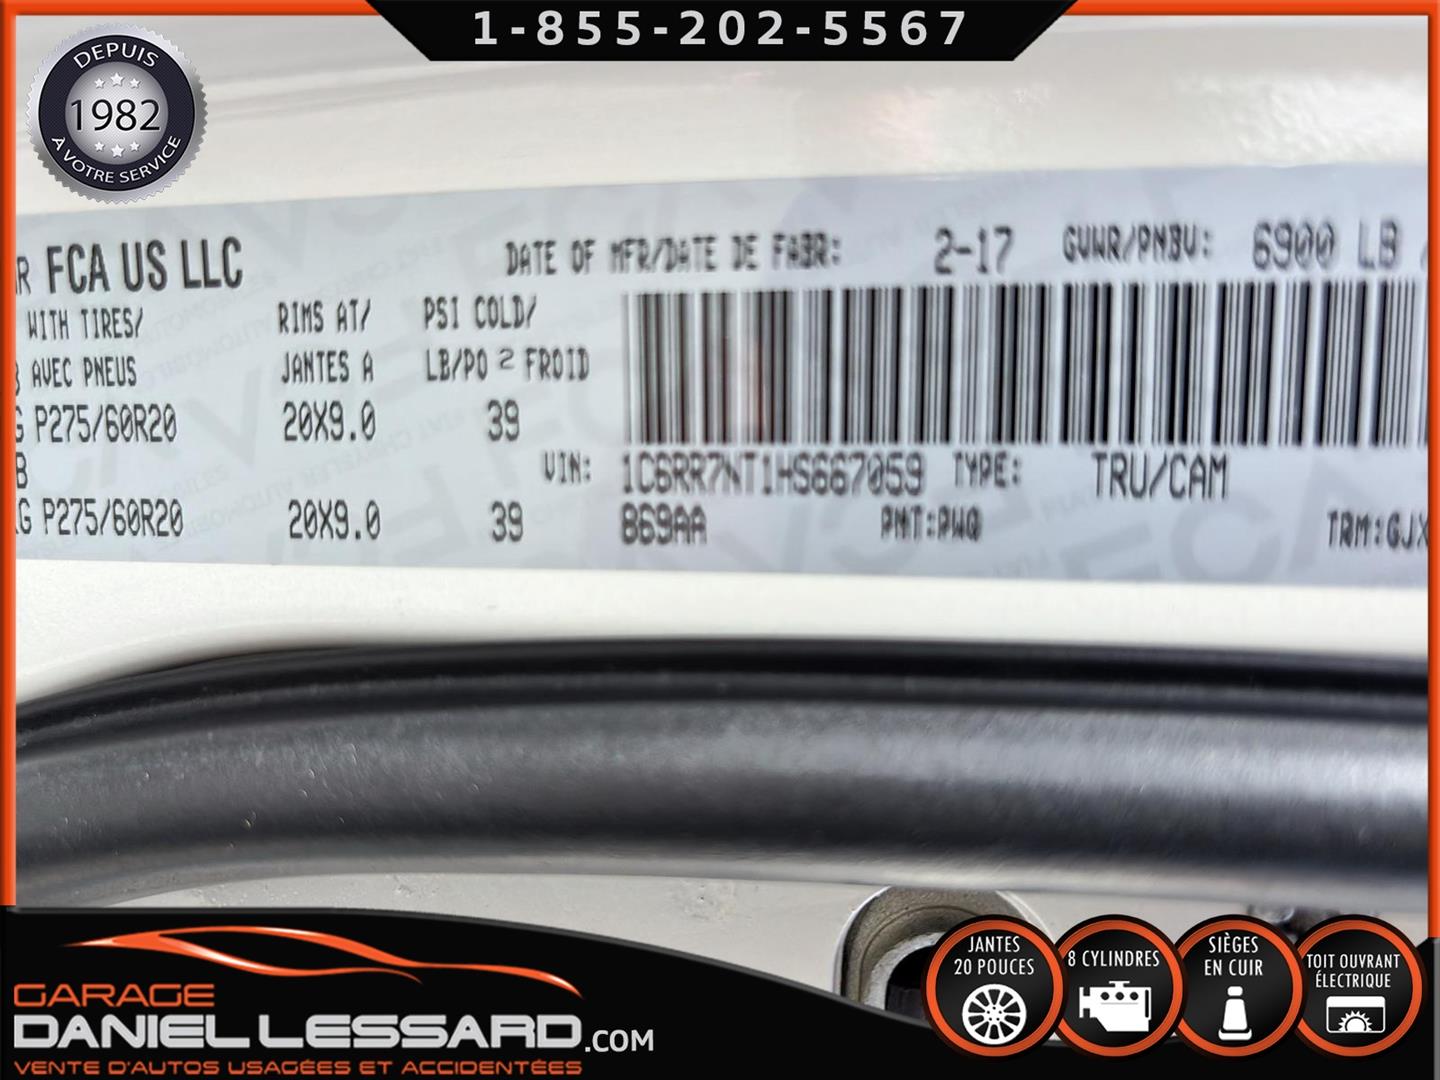 1-855-202-5567
DEPUIS
1982
À VOTRE SERVICE
FCA US LLC
DATE OF MFR/DATE DE FABR: 2-17 GVWR/PNBV: 6900 LB
WITH TIRES/ RIMS AT/ PSI COLD/
AVEC PNEUS JANTES A LB/PO 2 FROID
G P275/60R20 20X9.0 39
B VIN: 1C6RR7NT1HS667059 TYPE: TRU/CAM
KG P275/60R20 20X9.0 39 869AA PNT:PWQ TRM:GJX
JANTES
20 POUCES
8 CYLINDRES
SIÈGES
EN CUIR
TOIT OUVRANT
ÉLECTRIQUE
GARAGE
DANIEL LESSARD.COM
VENTE D'AUTOS USAGÉES ET ACCIDENTÉES